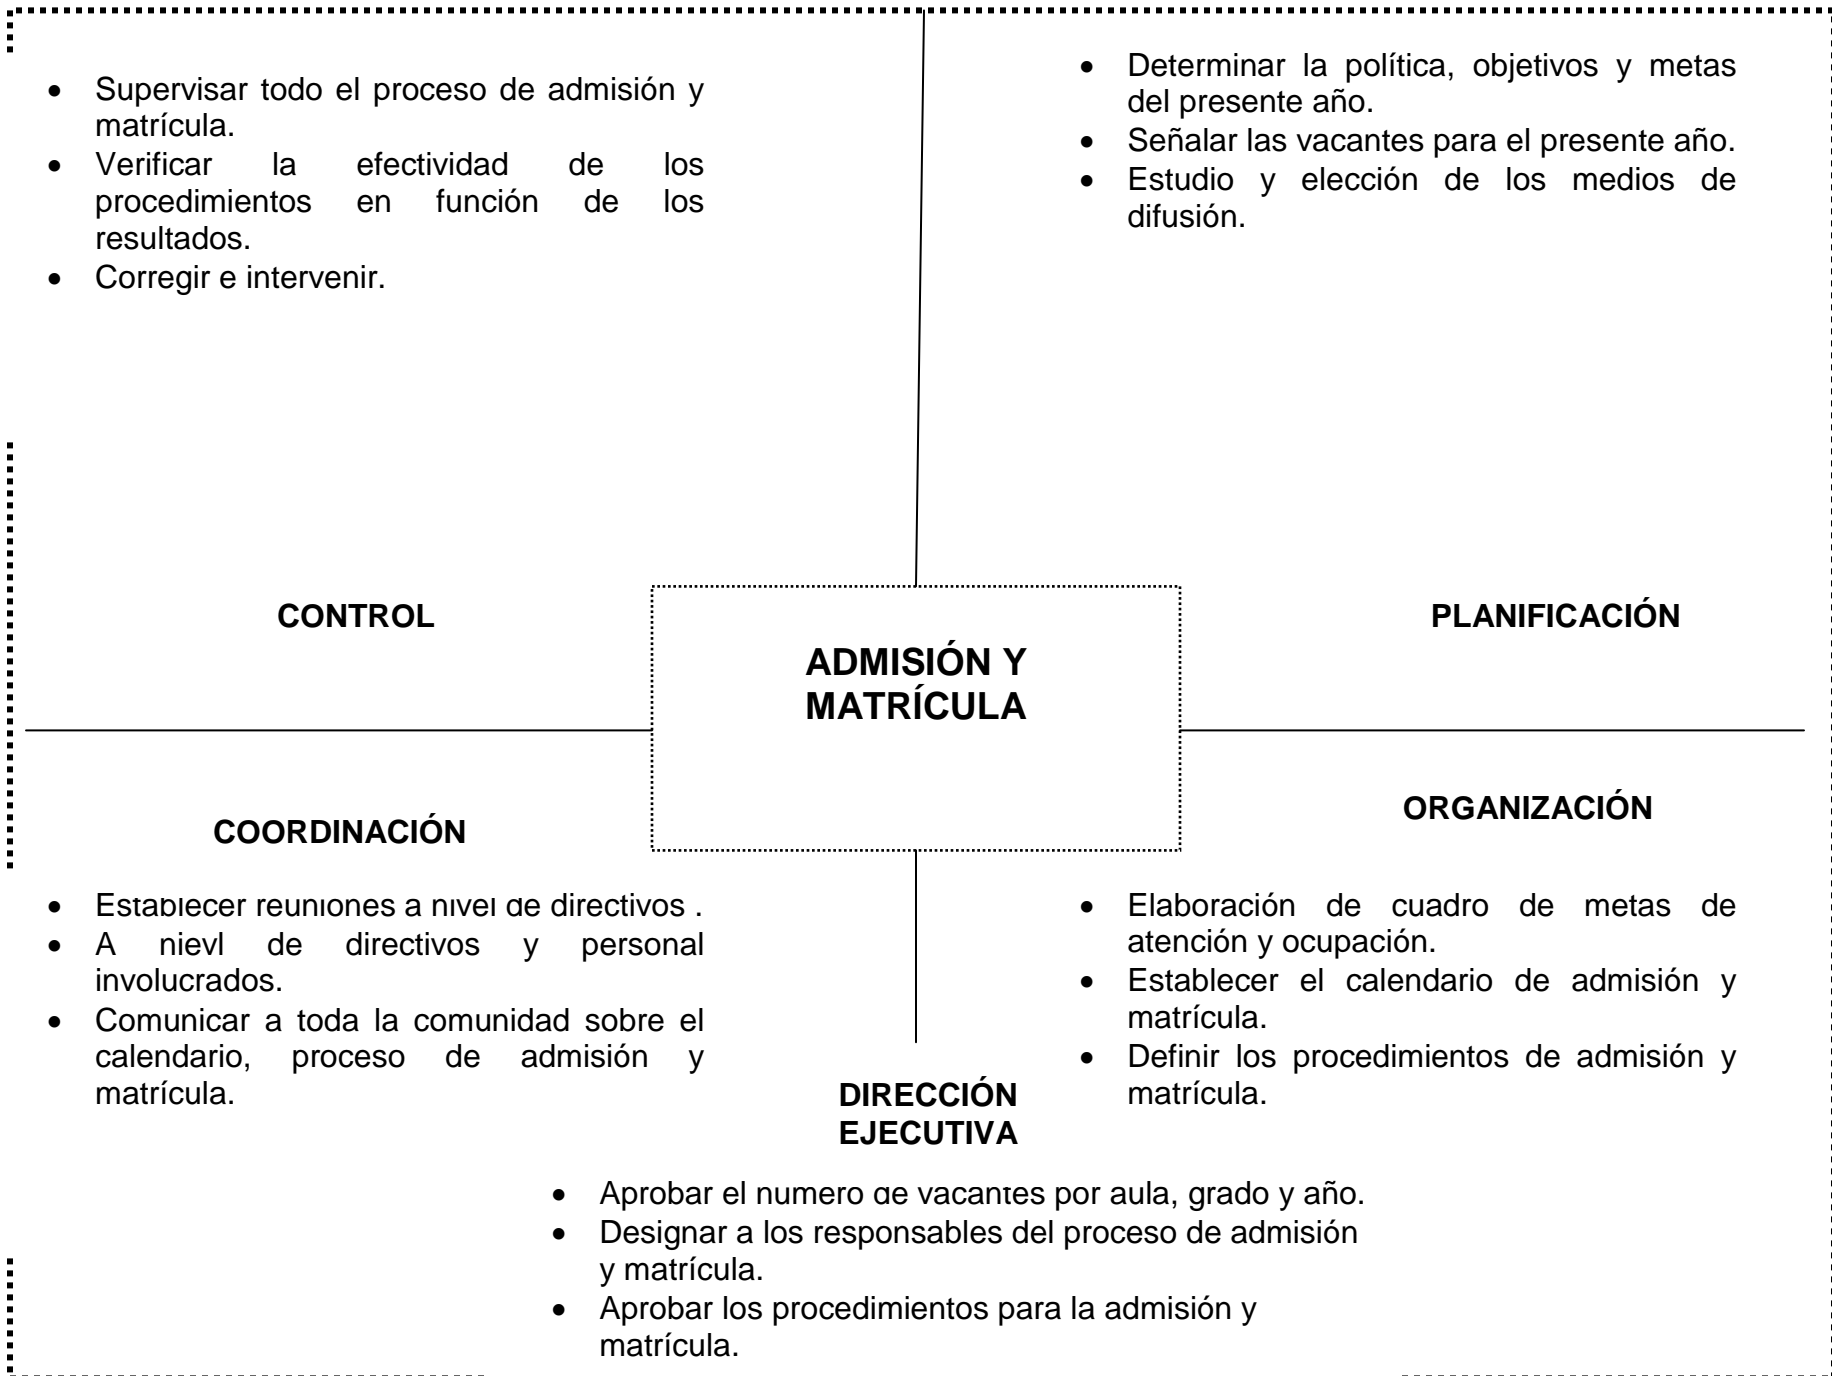 • Supervisar todo el proceso de admisión y
matrícula.
• Verificar la efectividad de los
procedimientos en función de los
resultados.
• Corregir e intervenir.
• Determinar la política, objetivos y metas
del presente año.
• Señalar las vacantes para el presente año.
• Estudio y elección de los medios de
difusión.
CONTROL
PLANIFICACIÓN
ADMISIÓN Y
MATRÍCULA
COORDINACIÓN
ORGANIZACIÓN
• Establecer reuniones a nivel de directivos .
• A nievl de directivos y personal
involucrados.
• Comunicar a toda la comunidad sobre el
calendario, proceso de admisión y
matrícula.
• Elaboración de cuadro de metas de
atención y ocupación.
• Establecer el calendario de admisión y
matrícula.
• Definir los procedimientos de admisión y
matrícula.
DIRECCIÓN
EJECUTIVA
• Aprobar el numero de vacantes por aula, grado y año.
• Designar a los responsables del proceso de admisión
y matrícula.
• Aprobar los procedimientos para la admisión y
matrícula.